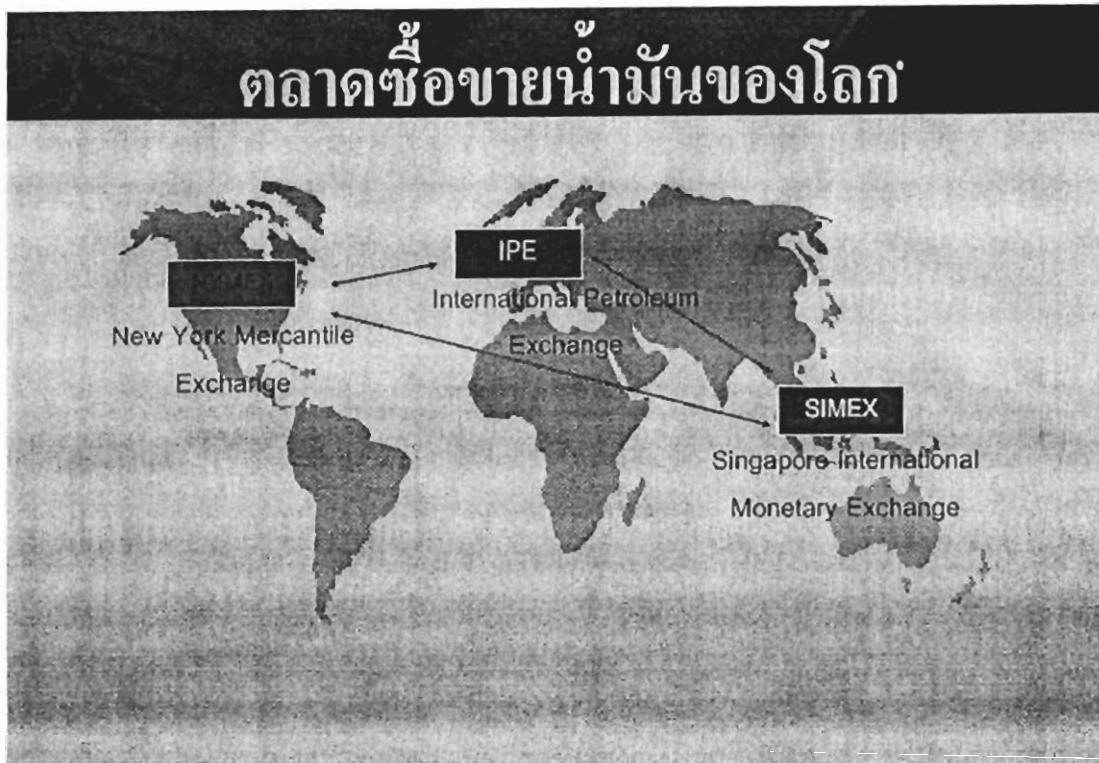 ตลาดซื้อขายน้ำมันของโลก
NYMEX
New York Mercantile
Exchange
IPE
International Petroleum
Exchange
SIMEX
Singapore International
Monetary Exchange